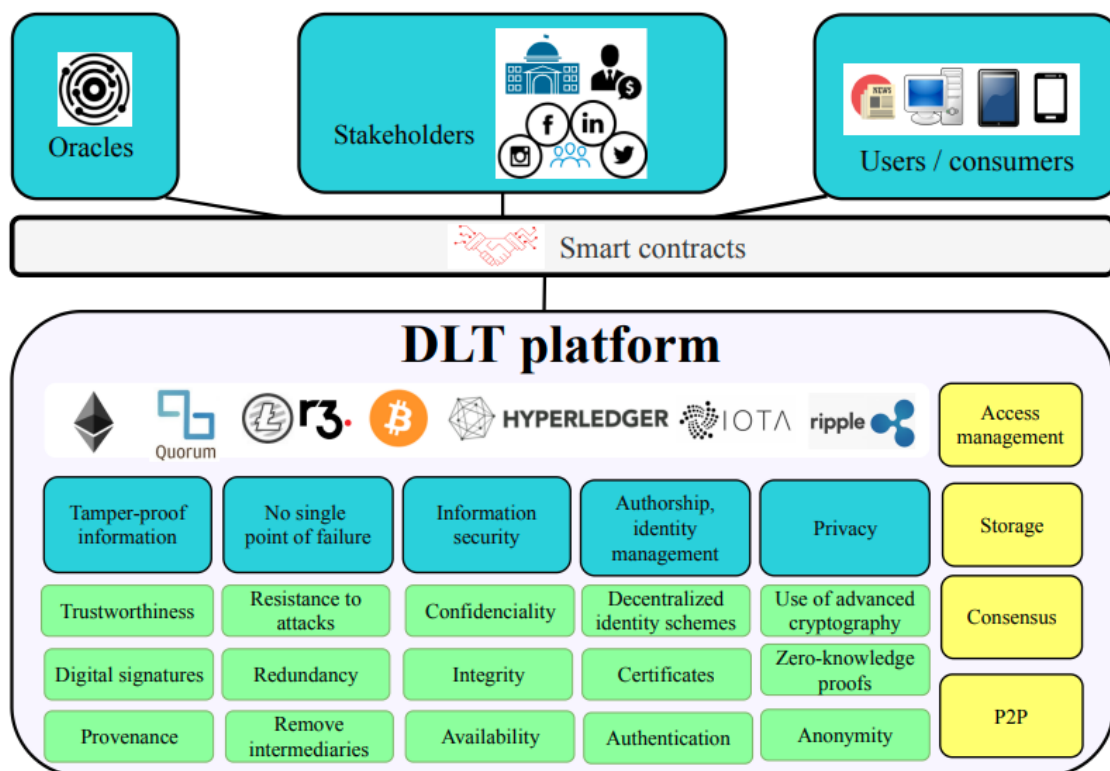 NEWS
Oracles
Stakeholders
$
f
in
Users / consumers
Smart contracts
DLT platform
Quorum
Ł
r3.
₿
HYPERLEDGER
IOTA
ripple
Access
management
Tamper-proof
information
No single
point of failure
Information
security
Authorship,
identity
management
Privacy
Storage
Trustworthiness
Resistance to
attacks
Confidenciality
Decentralized
identity schemes
Use of advanced
cryptography
Consensus
Digital signatures
Redundancy
Integrity
Certificates
Zero-knowledge
proofs
P2P
Provenance
Remove
intermediaries
Availability
Authentication
Anonymity